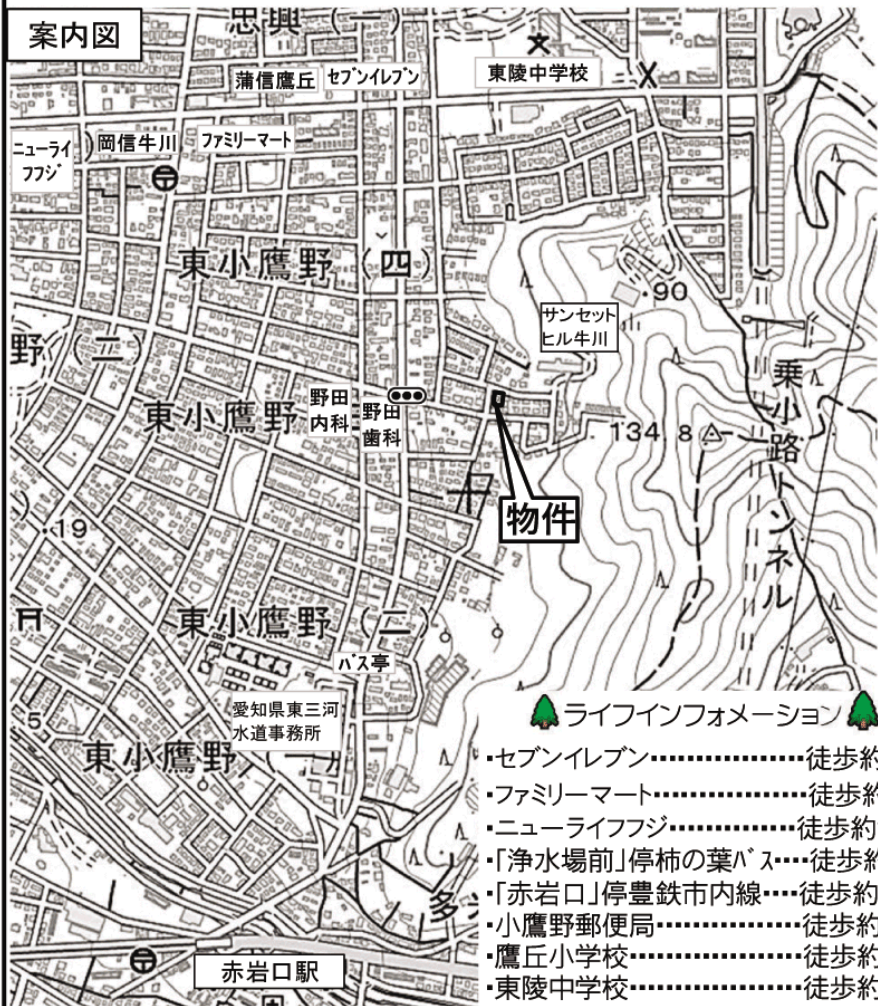 案内図
忠興(一)
蒲信鷹丘
セブンイレブン
東陵中学校
ニューライ
フフジ
岡信牛川
ファミリーマート
東小鷹野(四)
・90
サンセット
ヒル牛川
野(二)
東小鷹野
野田
内科
野田
歯科
134.8
乗小路トンネル
物件
・19
東小鷹野(二)
バス亭
愛知県東三河
水道事務所
5
東小鷹野(一)
赤岩口駅
ライフインフォメーション
・セブンイレブン………………徒歩約
・ファミリーマート………………徒歩約
・ニューライフフジ……………徒歩約
・「浄水場前」停柿の葉バス…・徒歩約
・「赤岩口」停豊鉄市内線…・徒歩約
・小鷹野郵便局………………徒歩約
・鷹丘小学校…………………徒歩約
・東陵中学校…………………徒歩約